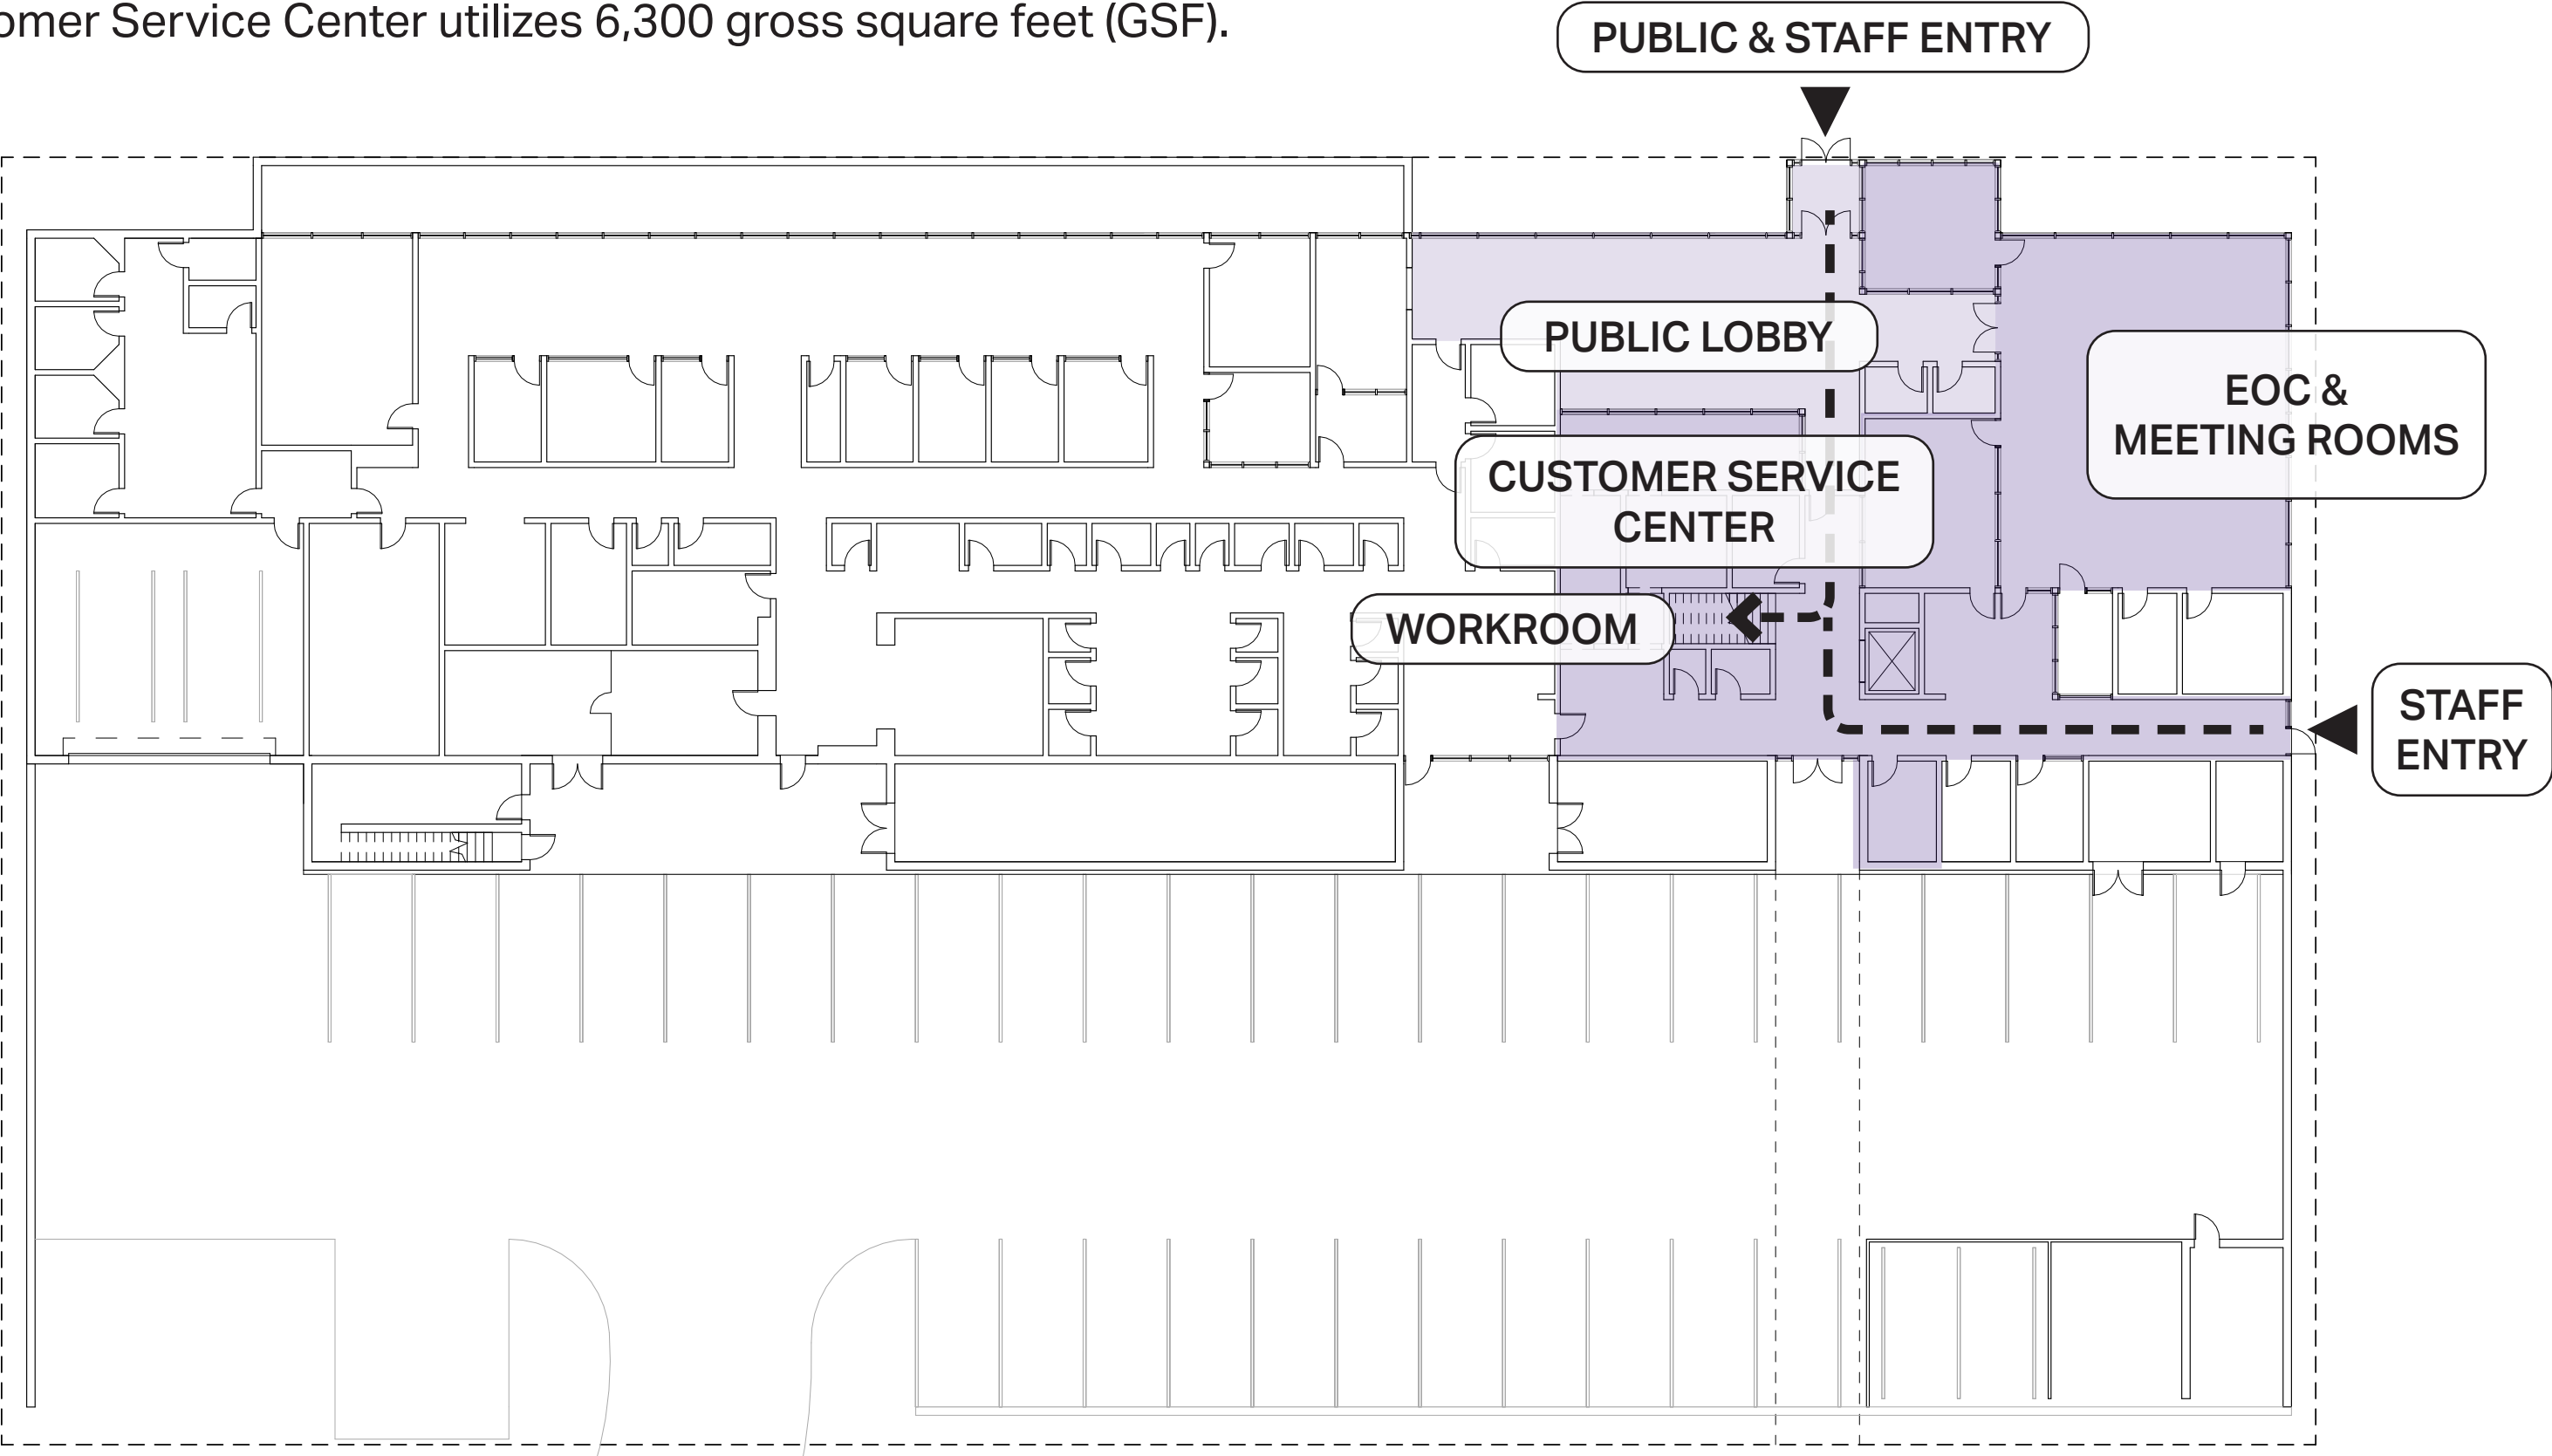 omer Service Center utilizes 6,300 gross square feet (GSF).
PUBLIC & STAFF ENTRY
PUBLIC LOBBY
EOC &
MEETING ROOMS
CUSTOMER SERVICE
CENTER
WORKROOM
STAFF
ENTRY